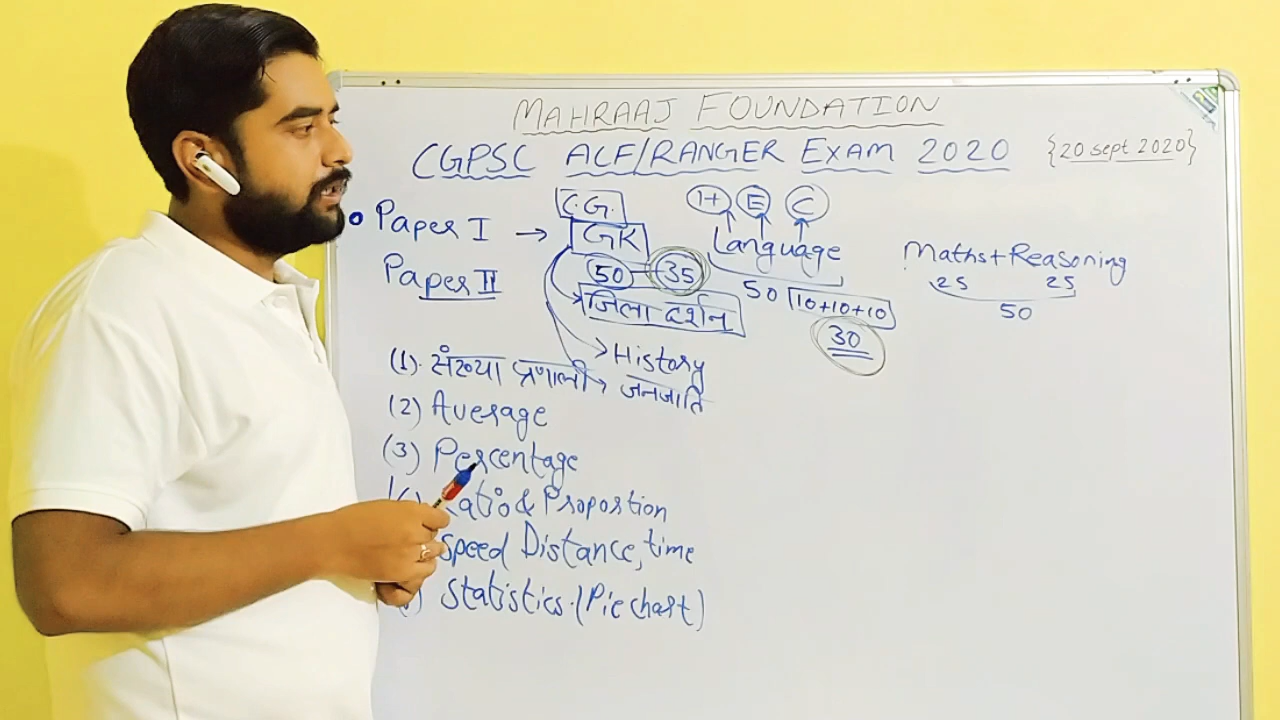 MAHRAAJ FOUNDATION
CGPSC ACF/RANGER EXAM 2020 {20 sept 2020}
C.G. H E C
• Paper I → GK Language Maths+Reasoning
Paper II 50 - 35 50 10+10+10 25 25
जिला दर्शन 30 50
History
(1). संख्या प्रणाली जनजाति
(2) Average
(3) Percentage
Ratio & Proportion
Speed Distance, time
Statistics. (Pie chart)